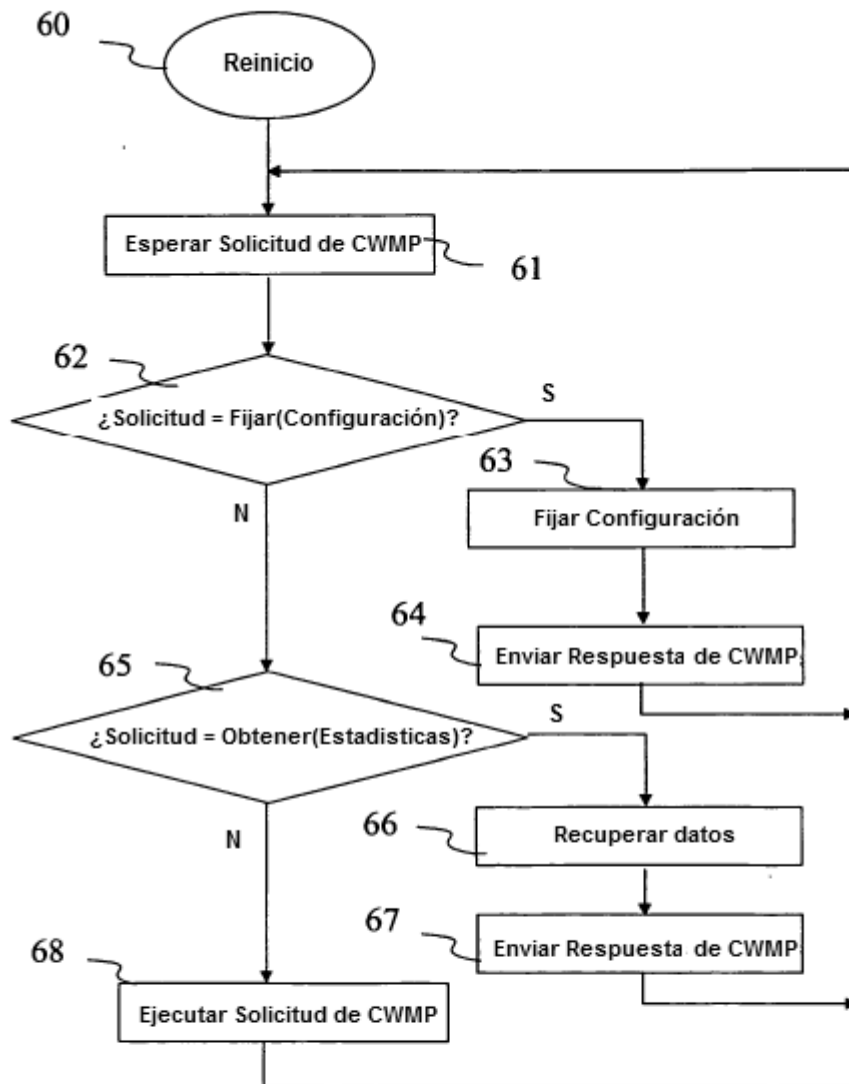 60
Reinicio
Esperar Solicitud de CWMP
61
62
¿Solicitud = Fijar(Configuración)?
S
N
63
Fijar Configuración
64
Enviar Respuesta de CWMP
65
¿Solicitud = Obtener(Estadisticas)?
S
N
66
Recuperar datos
67
Enviar Respuesta de CWMP
68
Ejecutar Solicitud de CWMP